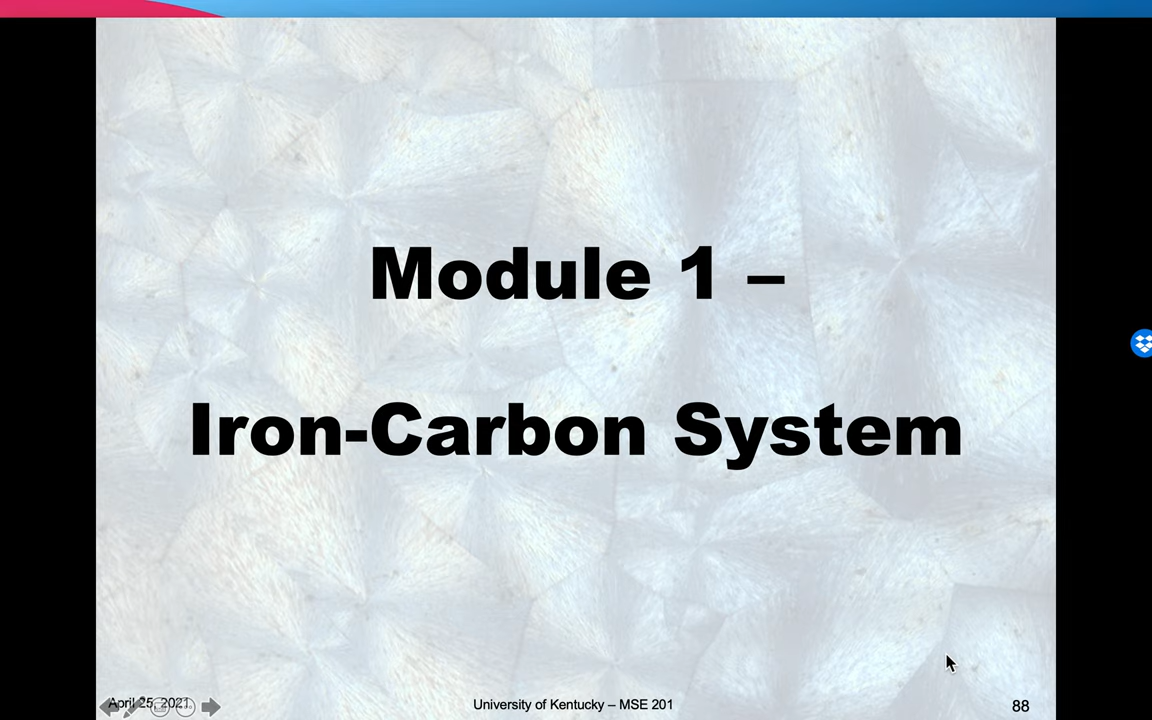 Module 1 –
Iron-Carbon System
April 25, 2021
University of Kentucky – MSE 201
88